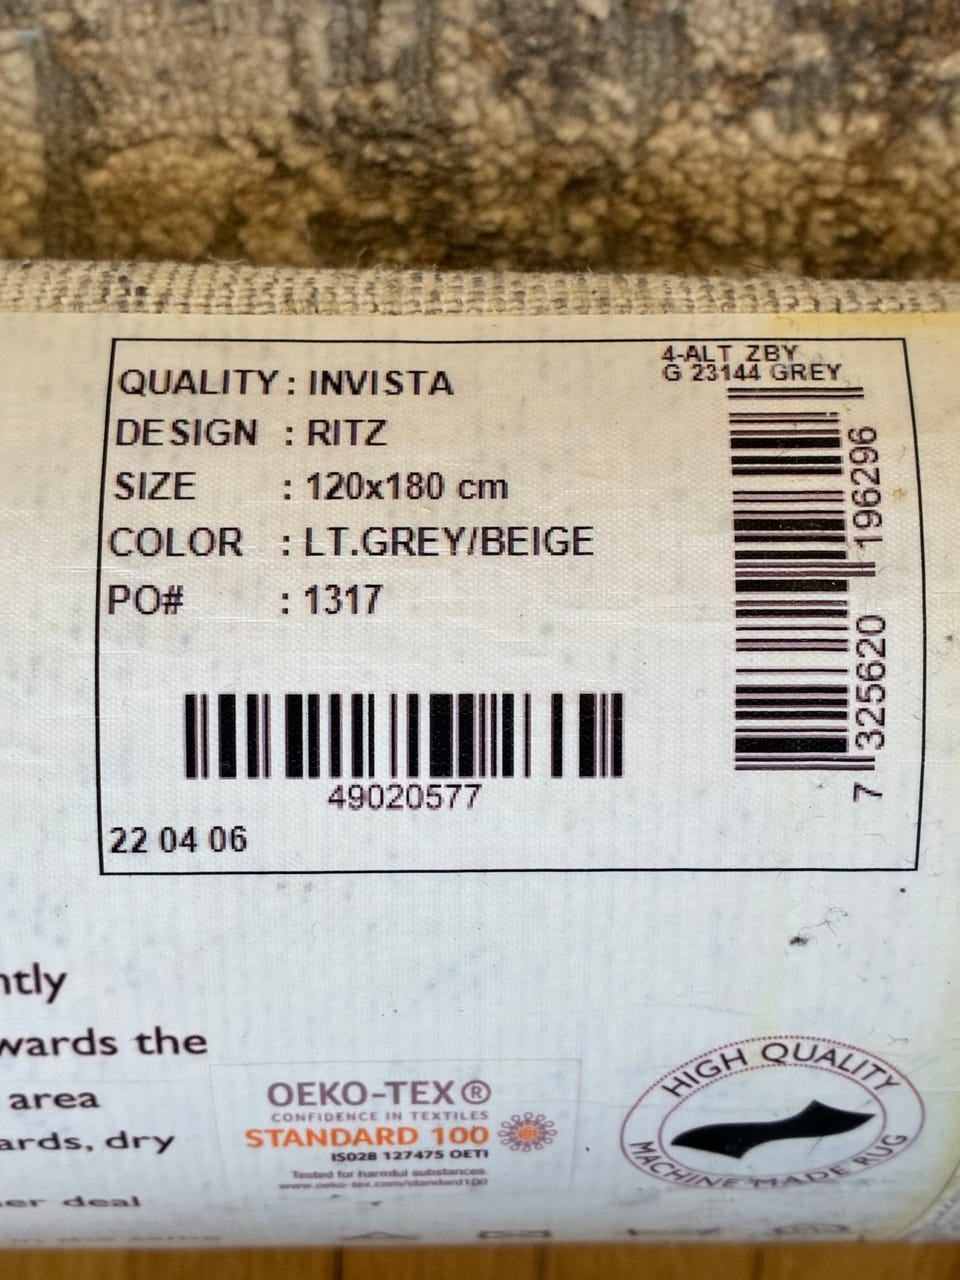 QUALITY : INVISTA
DESIGN : RITZ
SIZE : 120x180 cm
COLOR : LT.GREY/BEIGE
PO# : 1317
4-ALT ZBY
G 23144 GREY
7 325620 196296
49020577
22 04 06
ntly
wards the
area
ards, dry
er deal
OEKO-TEX®
CONFIDENCE IN TEXTILES
STANDARD 100
IS028 127475 OETI
Tested for harmful substances.
www.oeko-tex.com/standard100
HIGH QUALITY
MACHINE MADE RUG